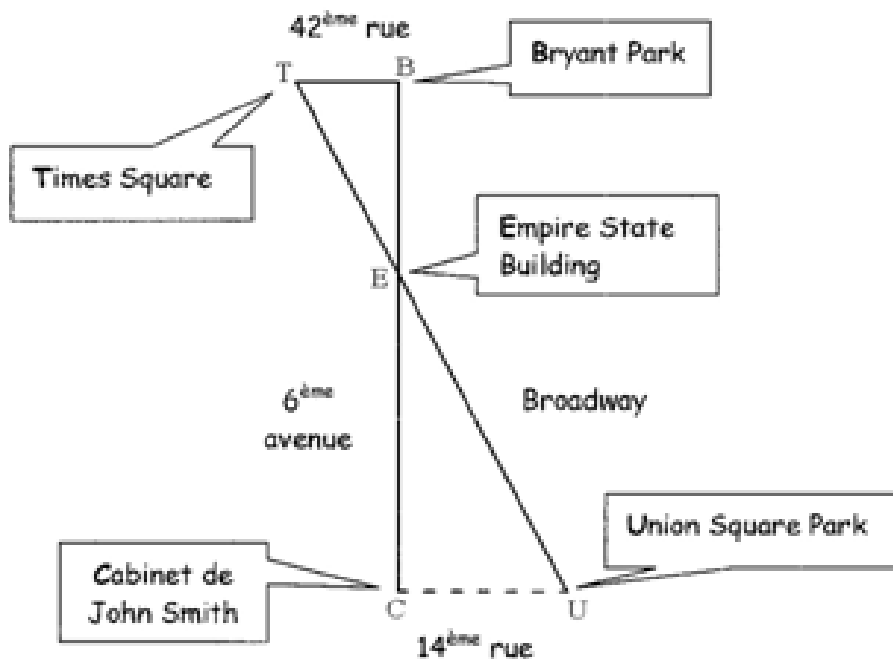 42ème rue
T
B
Bryant Park
Times Square
Empire State
Building
E
6ème
avenue
Broadway
Union Square Park
Cabinet de
John Smith
C
U
14ème rue